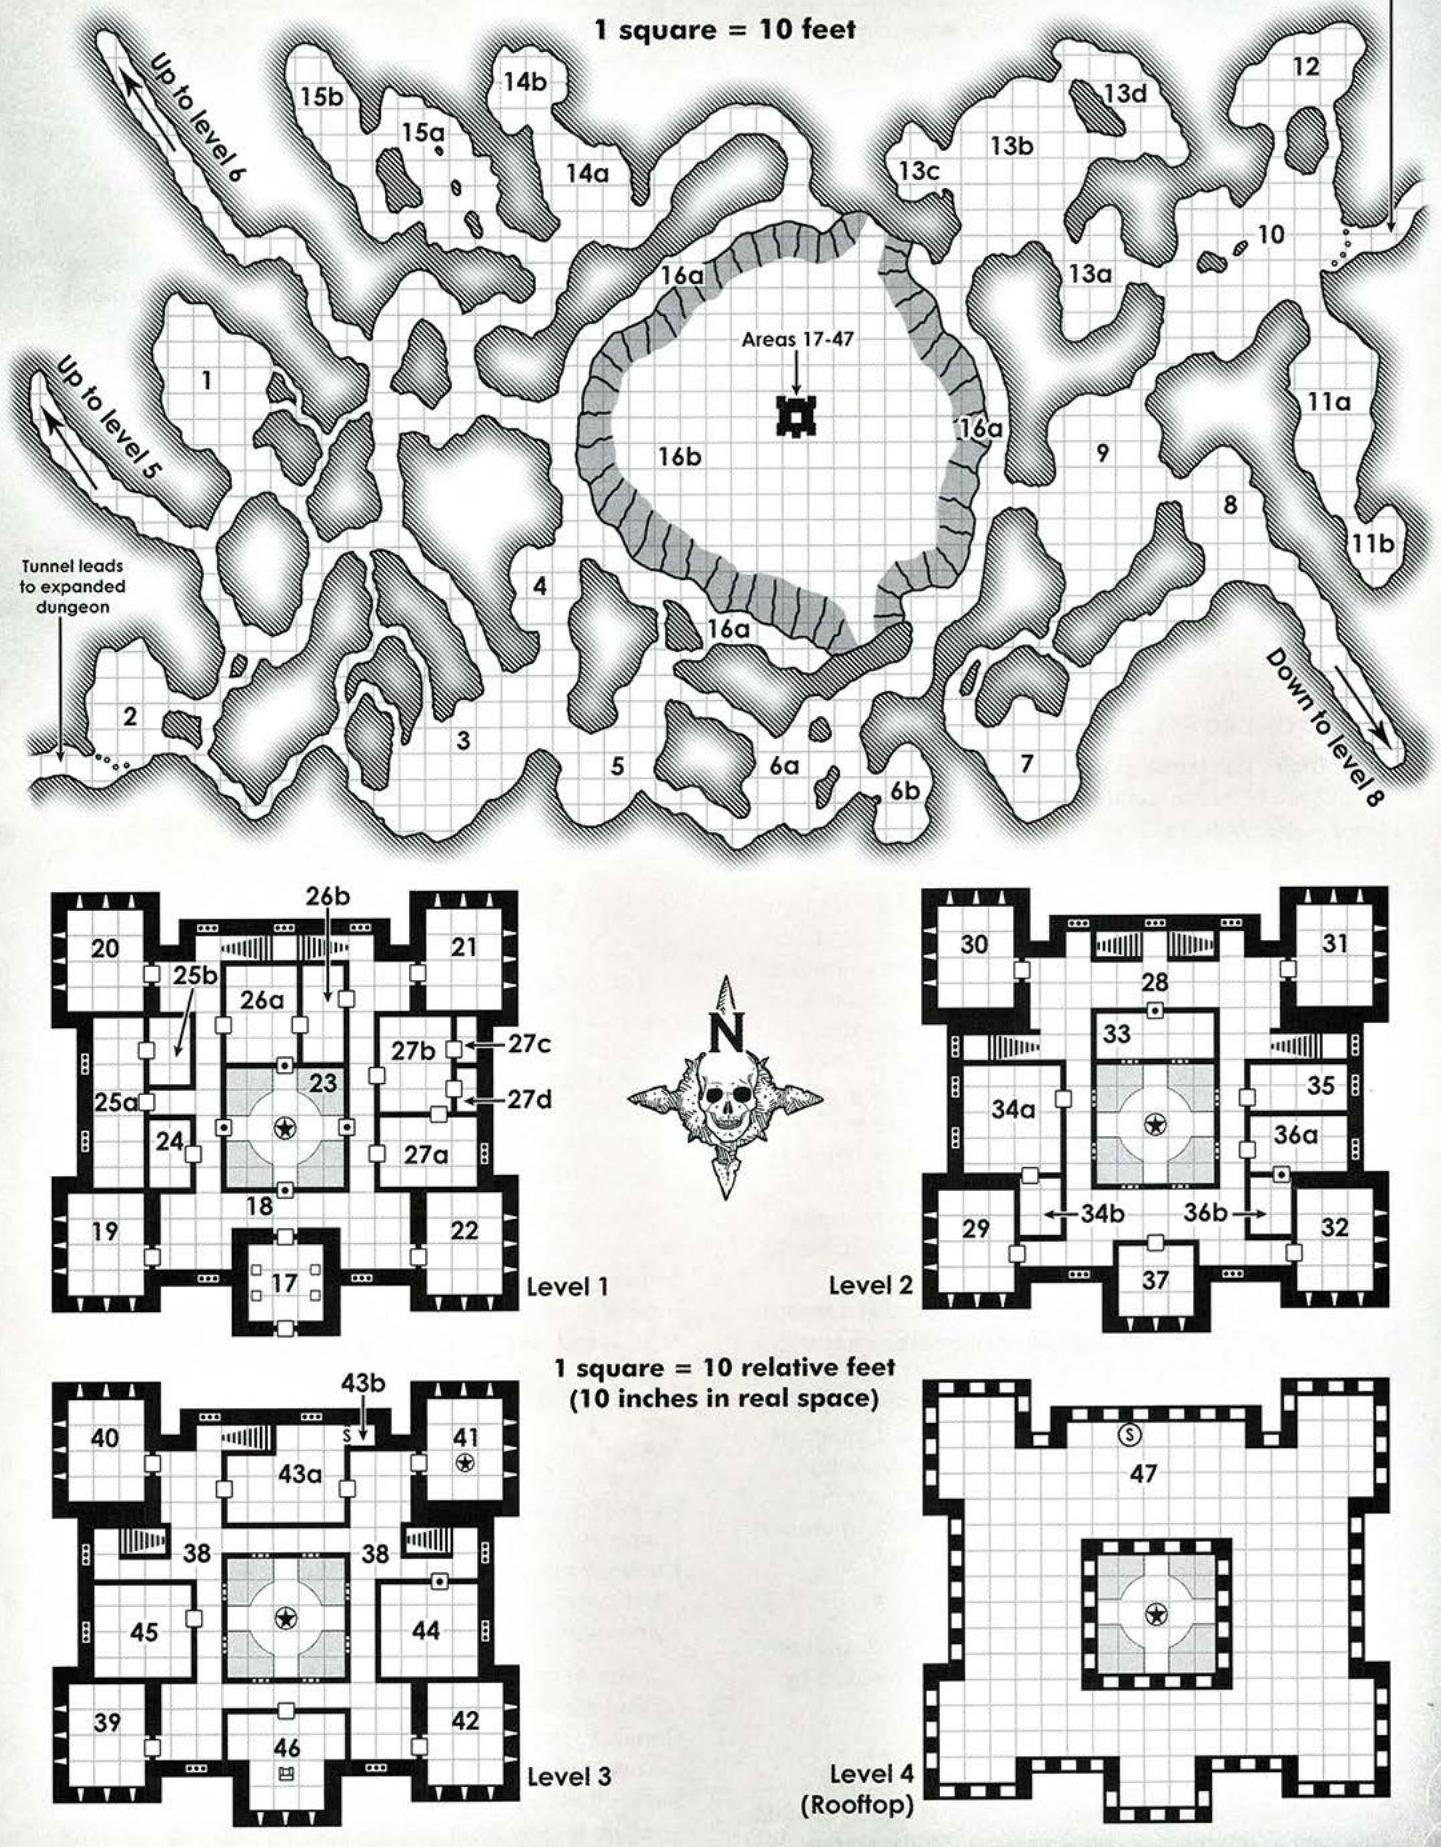 1 square = 10 feet
Up to level 6
15b
14b
15a
14a
13d
12
13b
13c
10
13a
16a
1
Areas 17-47
11a
Up to level 5
16a
16b
9
8
11b
Tunnel leads
to expanded
dungeon
4
16a
2
3
5
6a
6b
7
Down to level 8
26b
20
21
25b
26a
27b
27c
23
27d
25a
24
27a
18
19
22
17
Level 1
N
30
31
28
33
35
34a
36a
34b
36b
29
32
37
Level 2
1 square = 10 relative feet
(10 inches in real space)
43b
40
S
41
43a
38
38
45
44
39
42
46
Level 3
S
47
Level 4
(Rooftop)